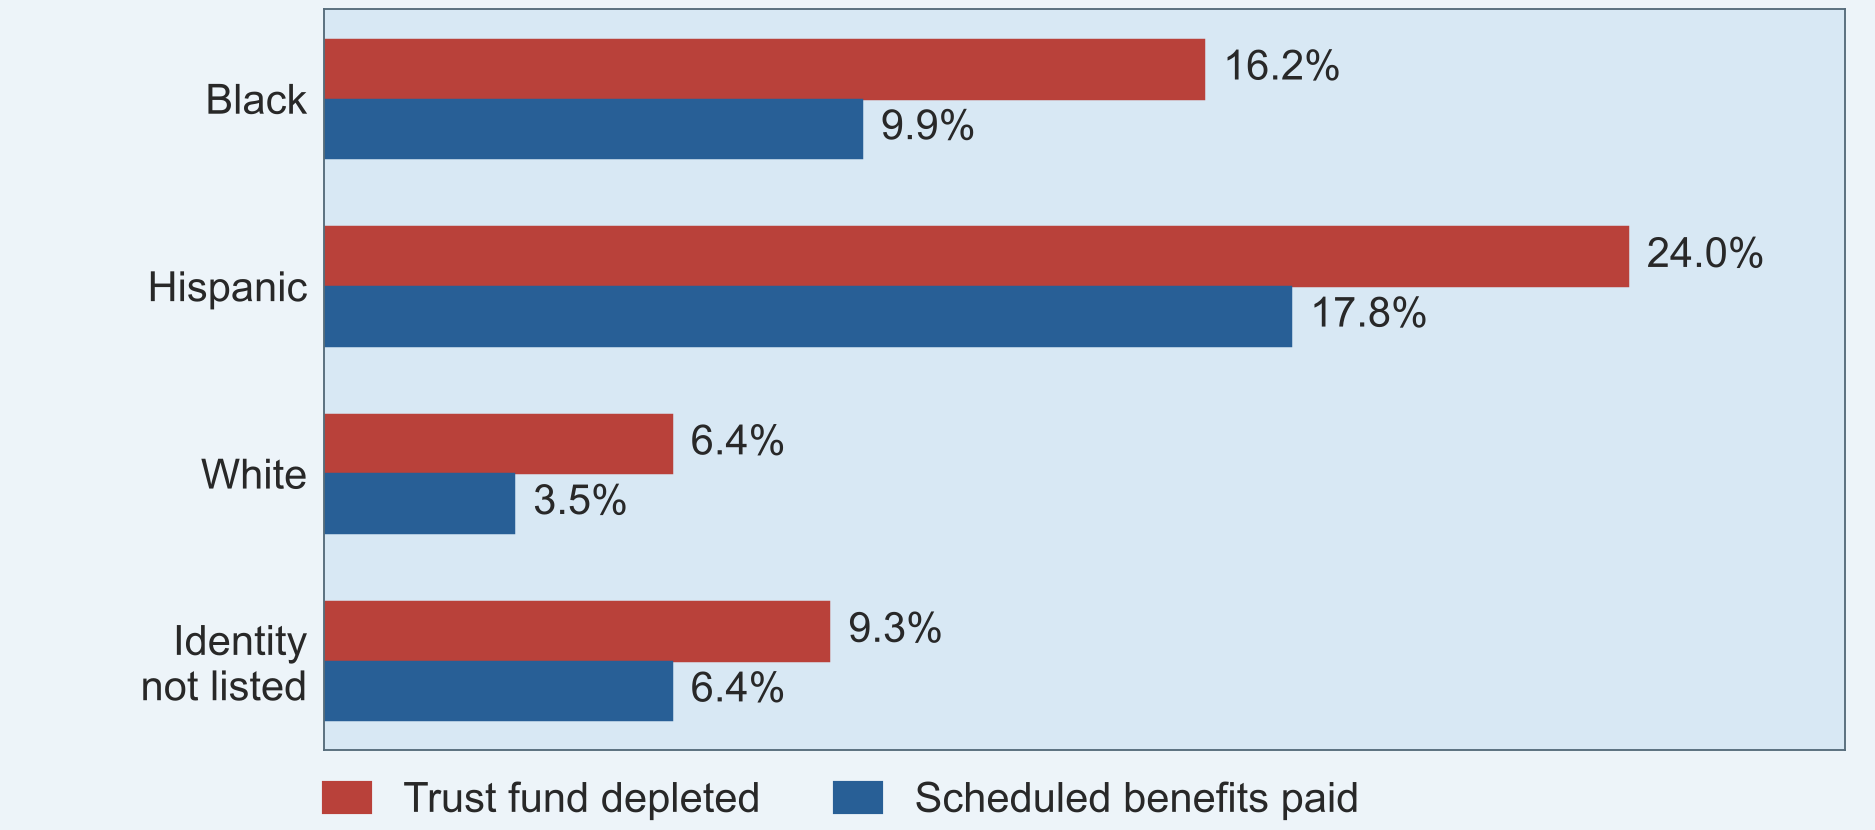 Black
16.2%
9.9%
Hispanic
24.0%
17.8%
White
6.4%
3.5%
Identity
not listed
9.3%
6.4%
Trust fund depleted
Scheduled benefits paid